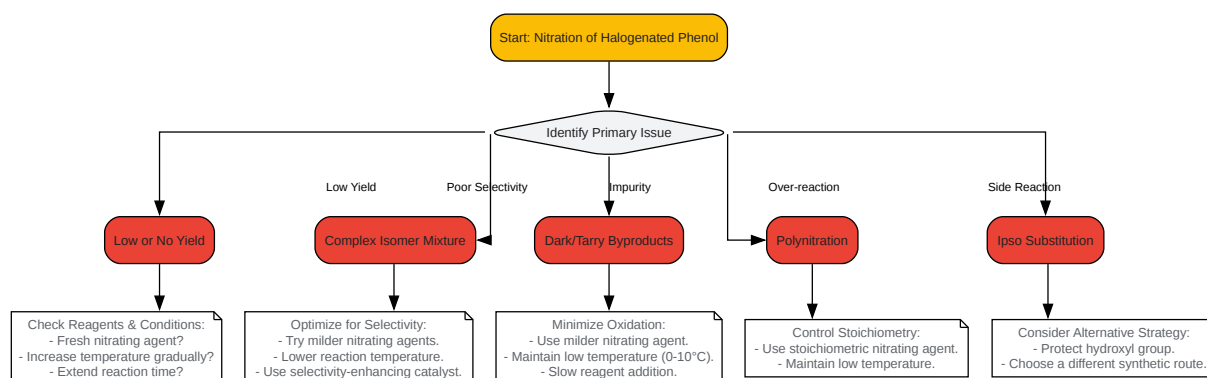 Start: Nitration of Halogenated Phenol
Identify Primary Issue
Low Yield
Poor Selectivity
Impurity
Over-reaction
Side Reaction
Low or No Yield
Complex Isomer Mixture
Dark/Tarry Byproducts
Polynitration
Ipso Substitution
Check Reagents & Conditions:
- Fresh nitrating agent?
- Increase temperature gradually?
- Extend reaction time?
Optimize for Selectivity:
- Try milder nitrating agents.
- Lower reaction temperature.
- Use selectivity-enhancing catalyst.
Minimize Oxidation:
- Use milder nitrating agent.
- Maintain low temperature (0-10°C).
- Slow reagent addition.
Control Stoichiometry:
- Use stoichiometric nitrating agent.
- Maintain low temperature.
Consider Alternative Strategy:
- Protect hydroxyl group.
- Choose a different synthetic route.